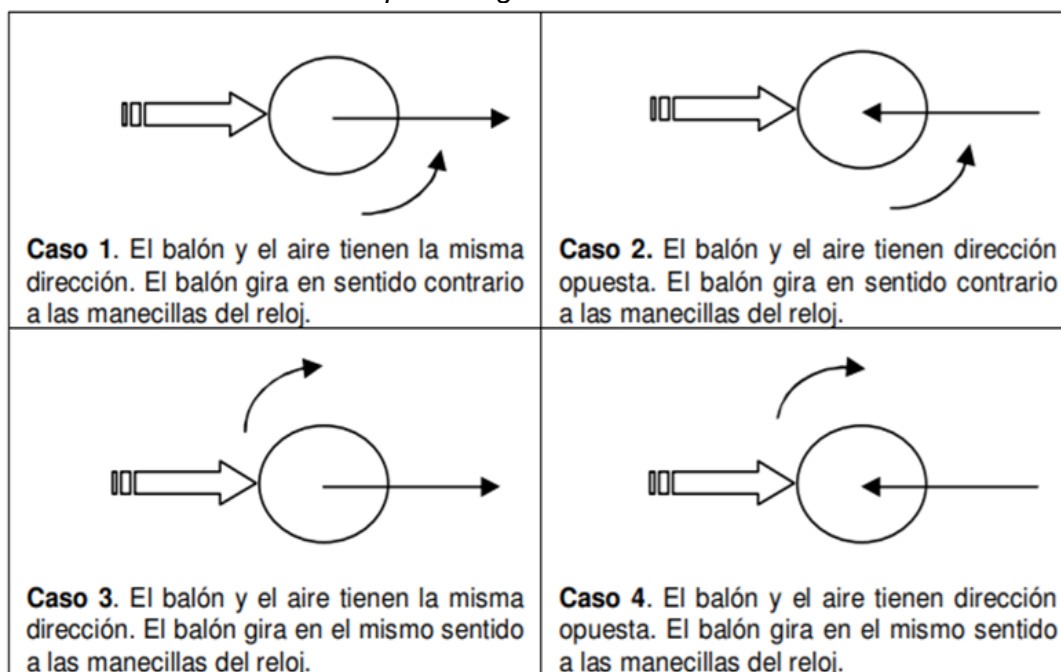 Caso 1. El balón y el aire tienen la misma
dirección. El balón gira en sentido contrario
a las manecillas del reloj.
Caso 2. El balón y el aire tienen dirección
opuesta. El balón gira en sentido contrario
a las manecillas del reloj.
Caso 3. El balón y el aire tienen la misma
dirección. El balón gira en el mismo sentido
a las manecillas del reloj.
Caso 4. El balón y el aire tienen dirección
opuesta. El balón gira en el mismo sentido
a las manecillas del reloj.